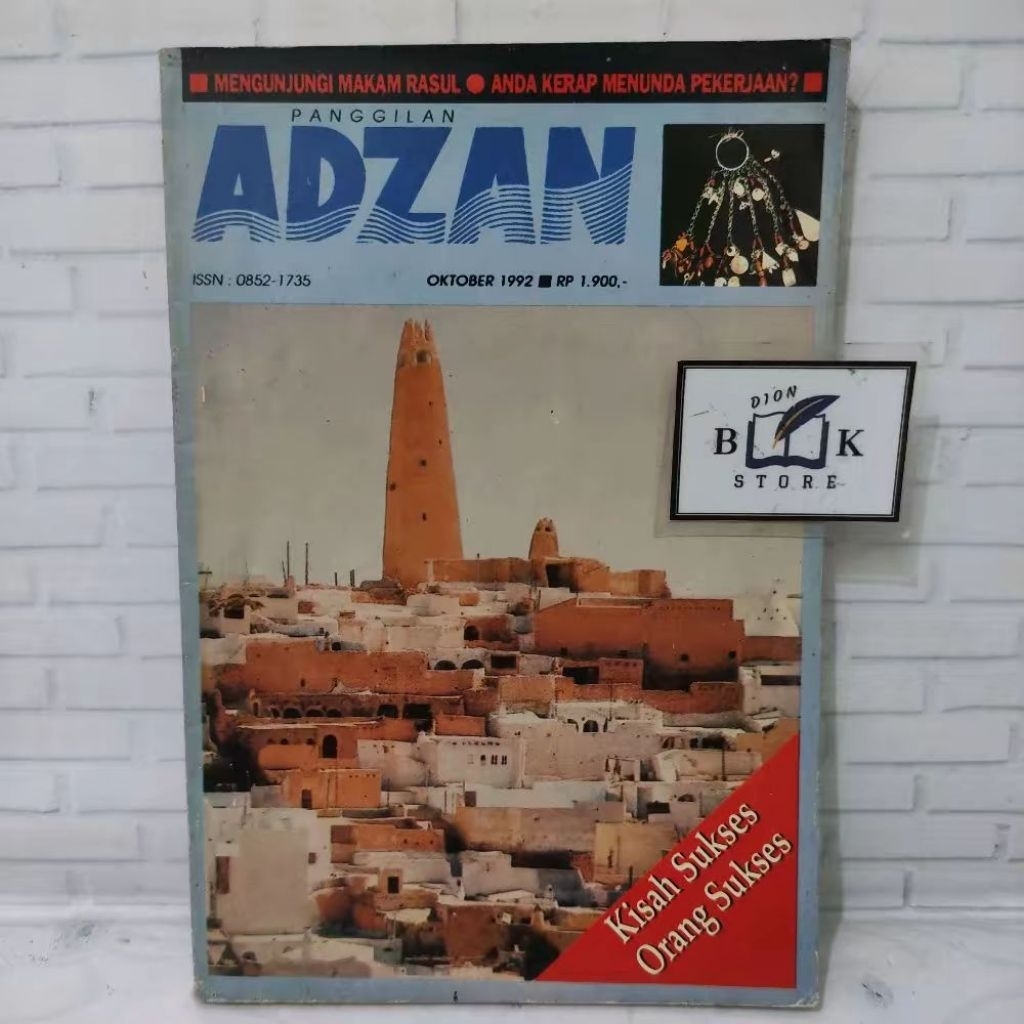 ■ MENGUNJUNGI MAKAM RASUL ● ANDA KERAP MENUNDA PEKERJAAN? ■
PANGGILAN
ADZAN
ISSN : 0852-1735
OKTOBER 1992 ■ RP 1.900,-
DION
B K
STORE
Kisah Sukses
Orang Sukses